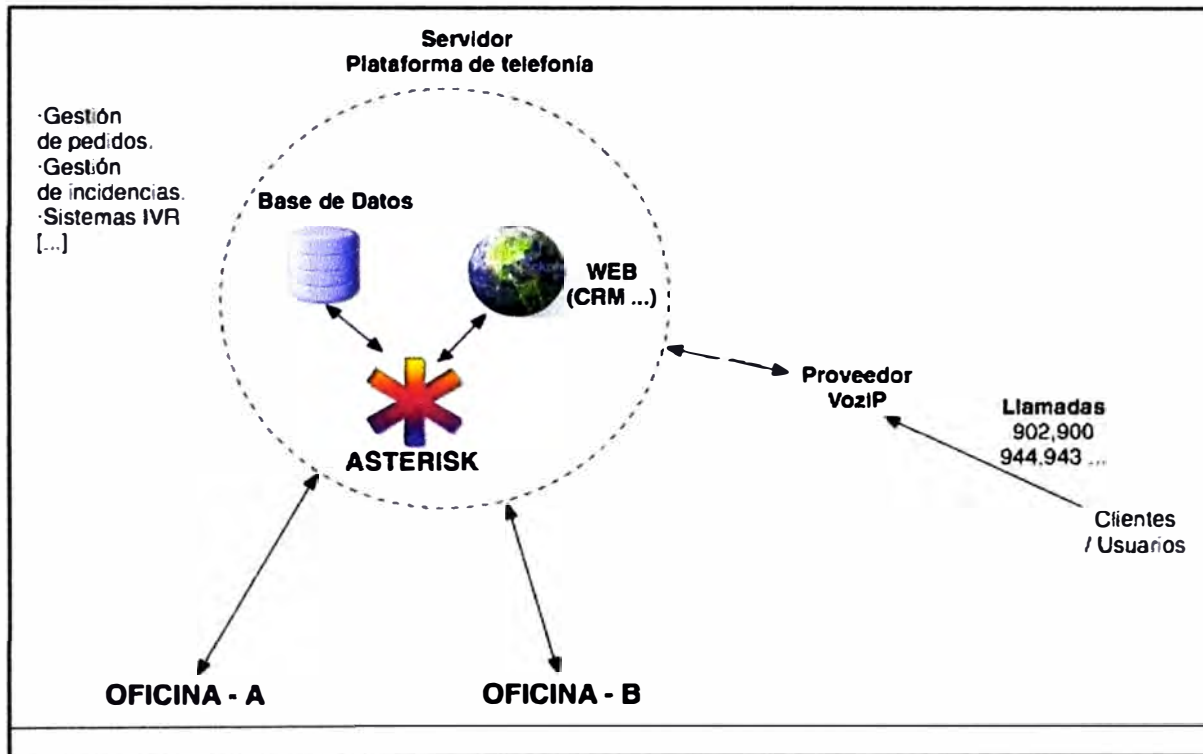 Servidor
Plataforma de telefonía
·Gestión
de pedidos.
·Gestión
de incidencias.
·Sistemas IVR
[...]
Base de Datos
WEB
(CRM ...)
ASTERISK
Proveedor
VozIP
Llamadas
902,900
944,943 ...
Clientes
/ Usuarios
OFICINA - A
OFICINA - B